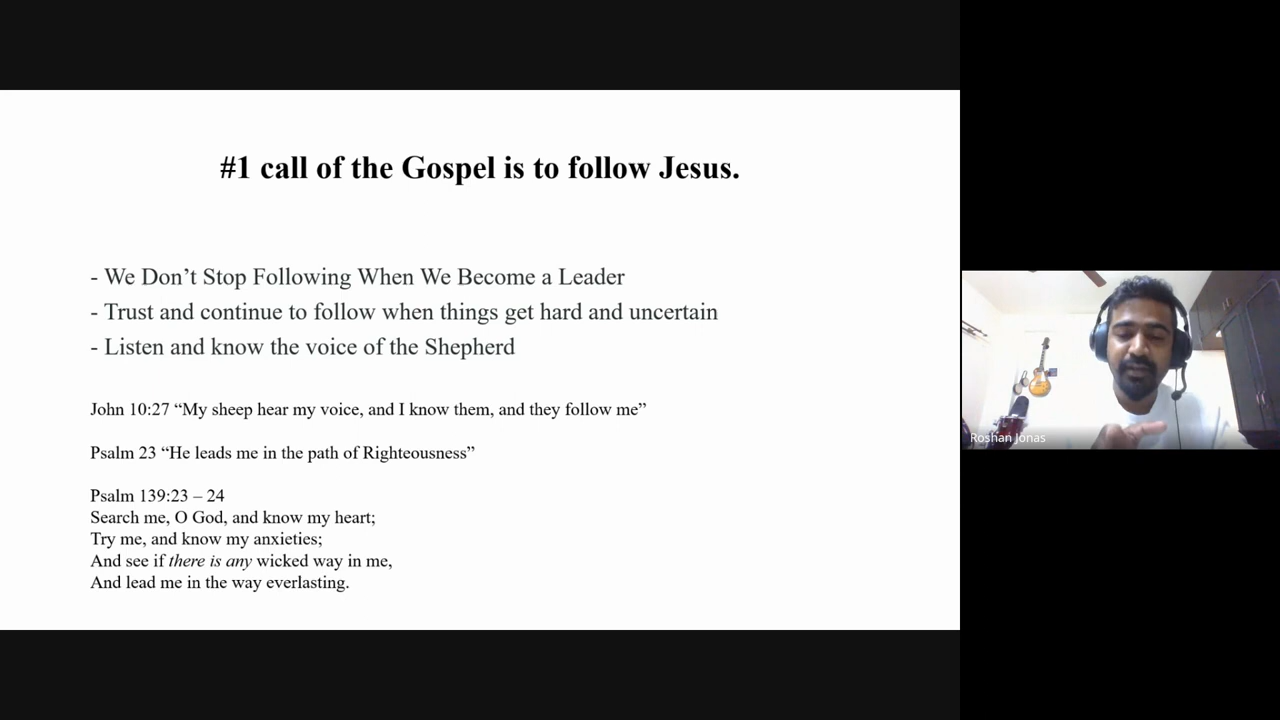 #1 call of the Gospel is to follow Jesus.
- We Don’t Stop Following When We Become a Leader
- Trust and continue to follow when things get hard and uncertain
- Listen and know the voice of the Shepherd
John 10:27 “My sheep hear my voice, and I know them, and they follow me”
Psalm 23 “He leads me in the path of Righteousness”
Psalm 139:23 – 24
Search me, O God, and know my heart;
Try me, and know my anxieties;
And see if there is any wicked way in me,
And lead me in the way everlasting.
Roshan Jonas